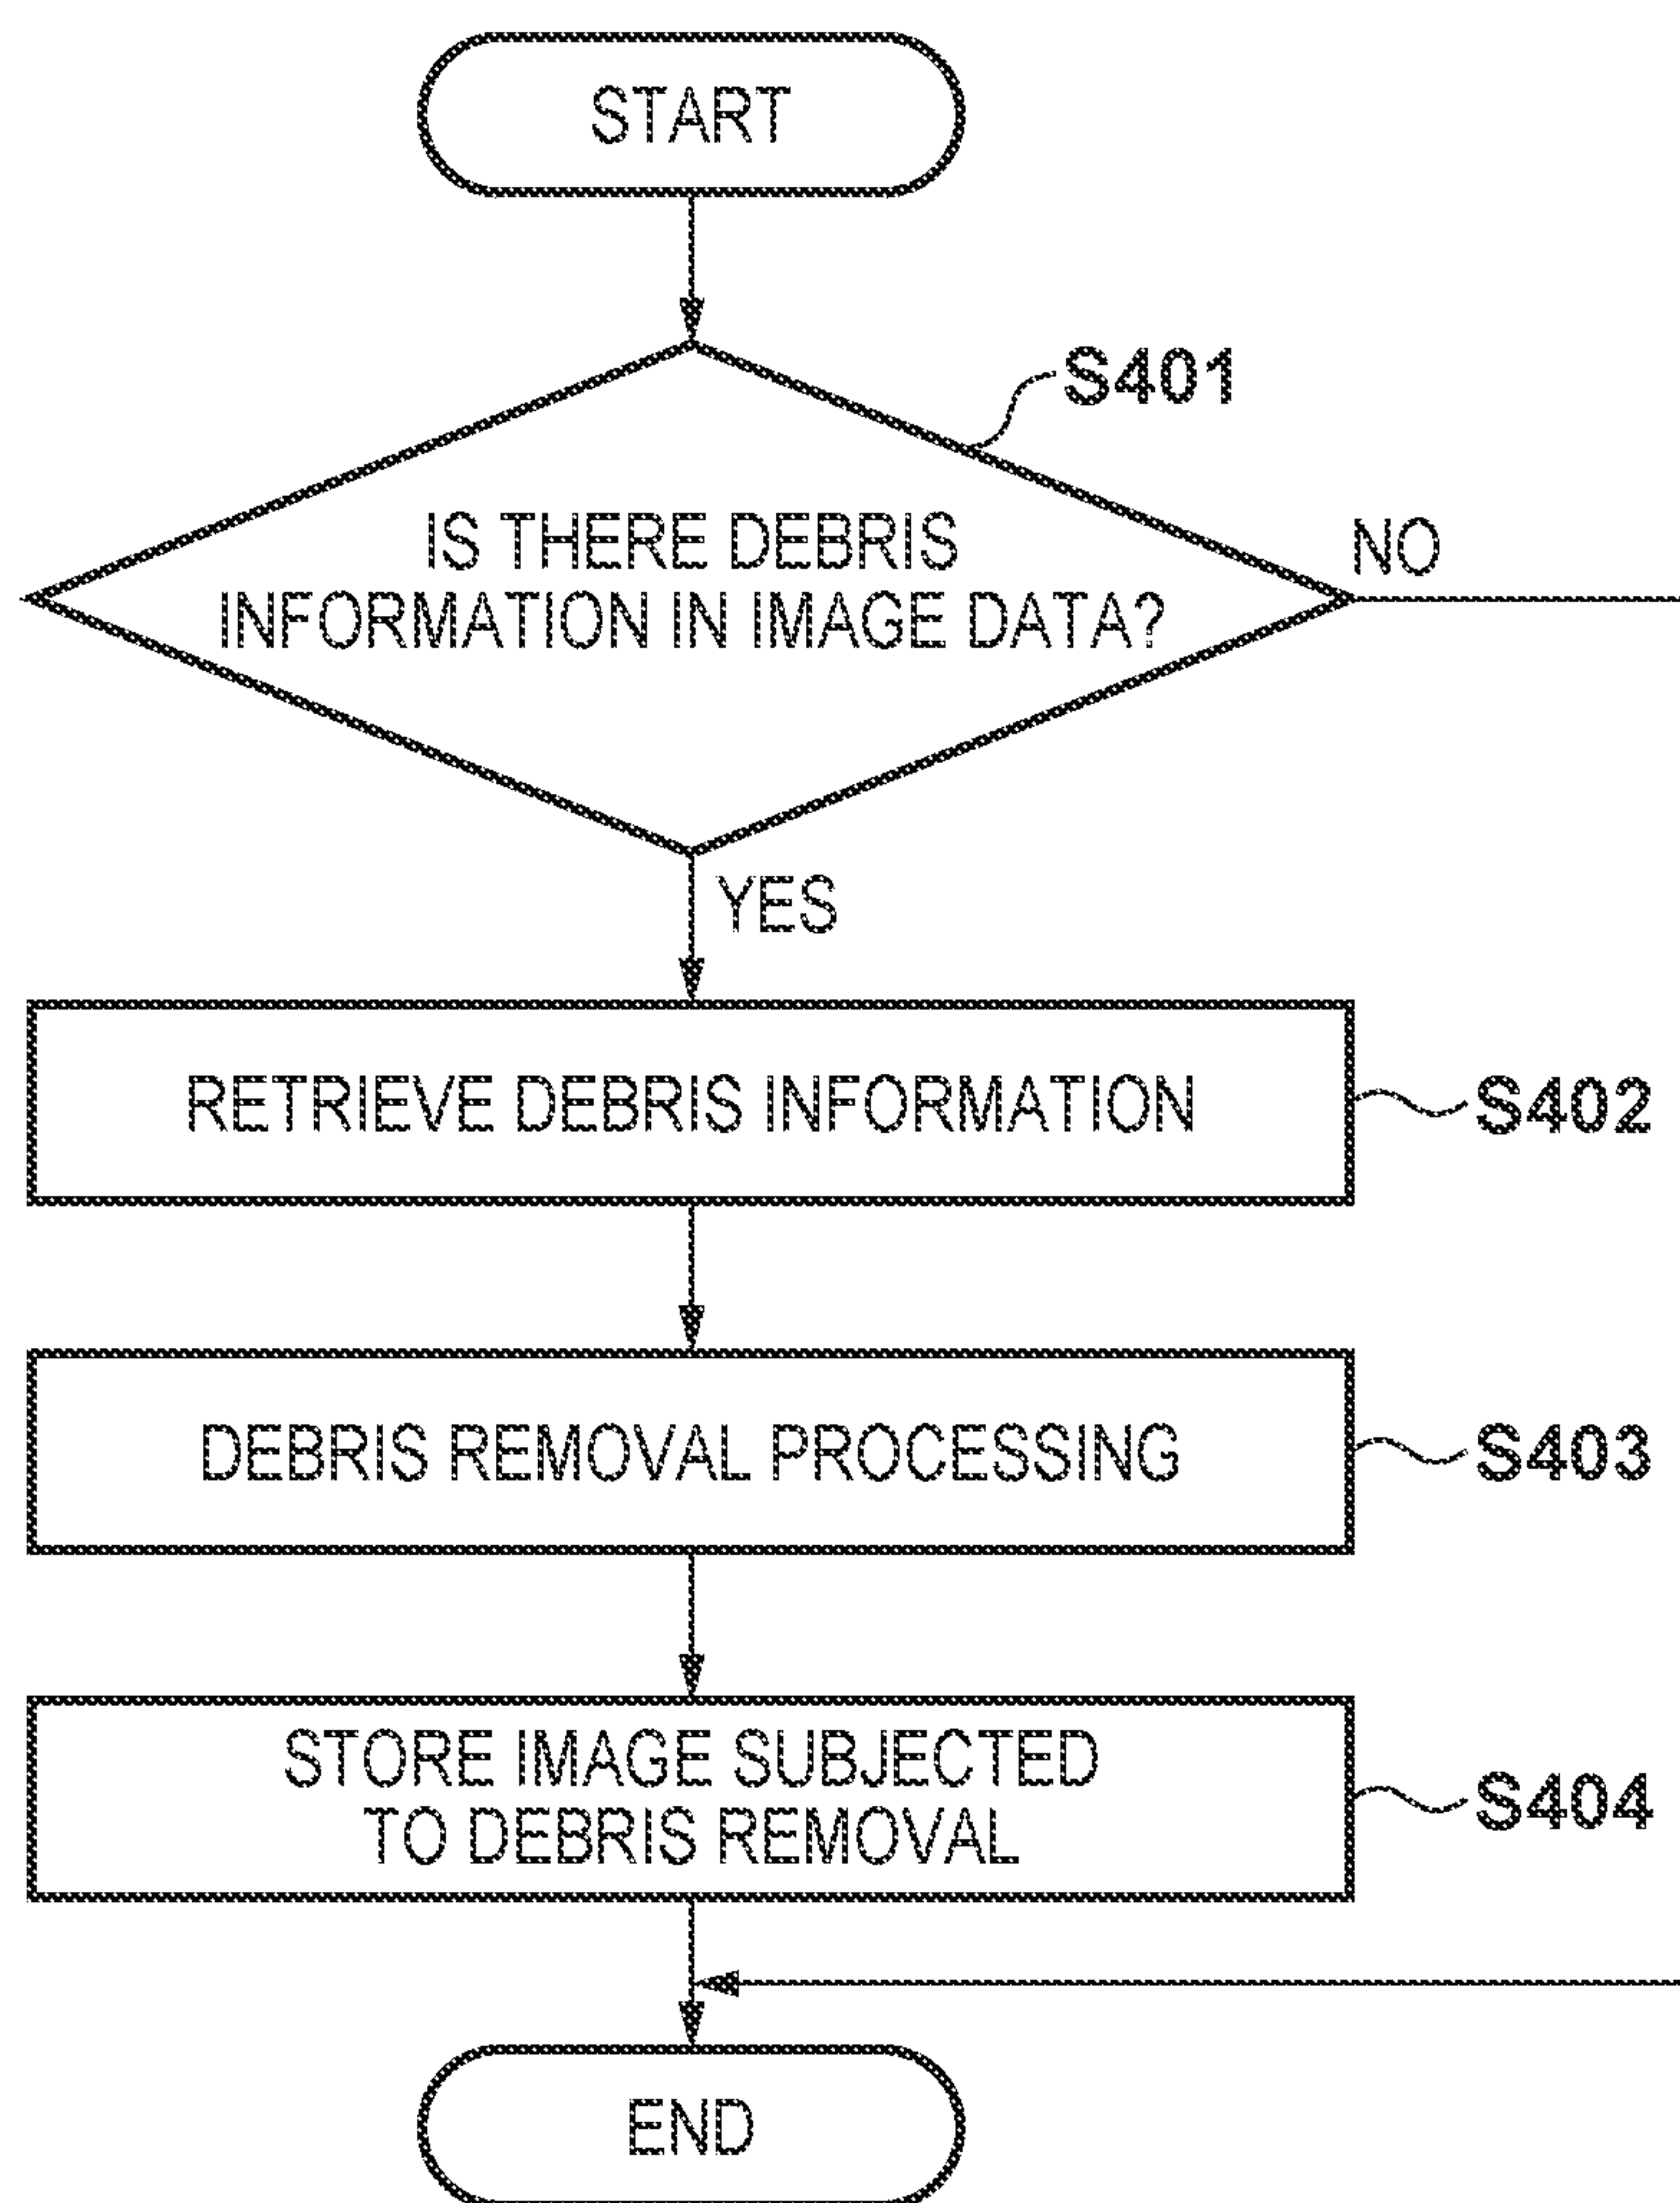 START
S401
IS THERE DEBRIS
INFORMATION IN IMAGE DATA?
NO
YES
RETRIEVE DEBRIS INFORMATION
S402
DEBRIS REMOVAL PROCESSING
S403
STORE IMAGE SUBJECTED
TO DEBRIS REMOVAL
S404
END